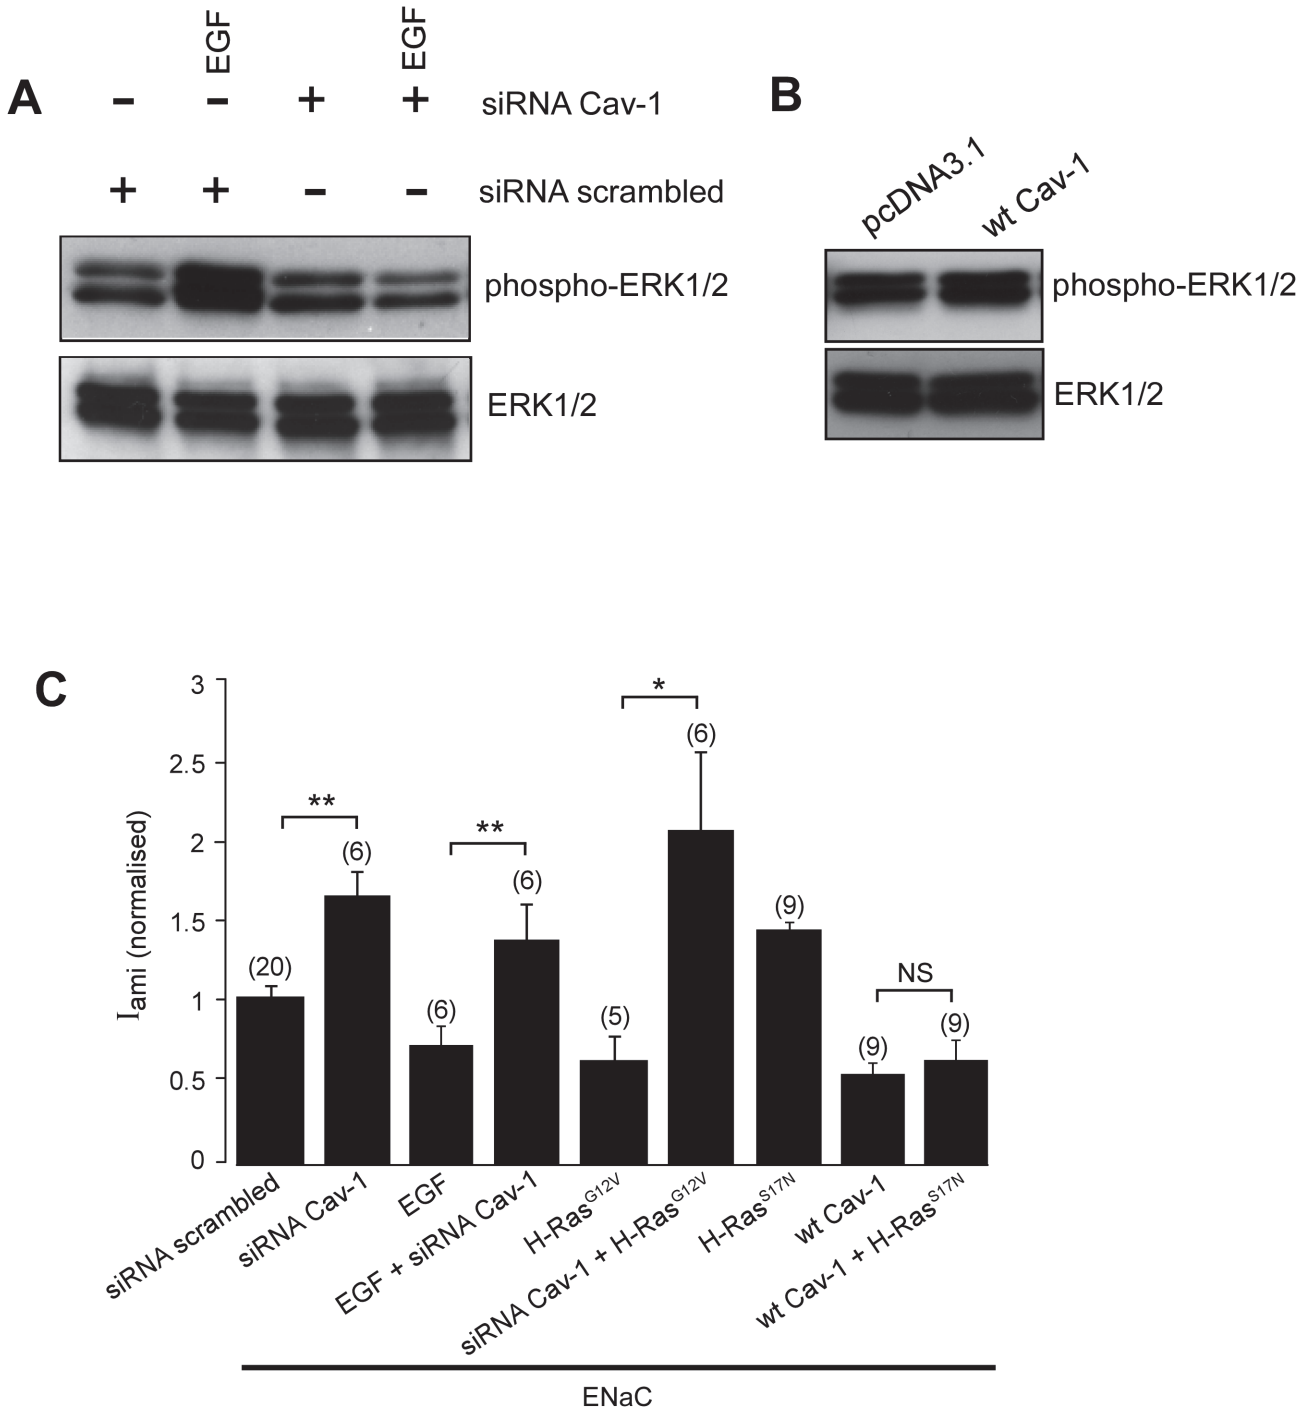 A
EGF
EGF
- - + + siRNA Cav-1
+ + - - siRNA scrambled
phospho-ERK1/2
ERK1/2
B
pcDNA3.1
wt Cav-1
phospho-ERK1/2
ERK1/2
C
Iami (normalised)
3
2.5
2
1.5
1
0.5
0
(20)
**
(6)
(6)
**
(6)
(5)
*
(6)
(9)
(9)
NS
(9)
siRNA scrambled
siRNA Cav-1
EGF
EGF + siRNA Cav-1
H-RasG12V
siRNA Cav-1 + H-RasG12V
H-RasS17N
wt Cav-1
wt Cav-1 + H-RasS17N
ENaC